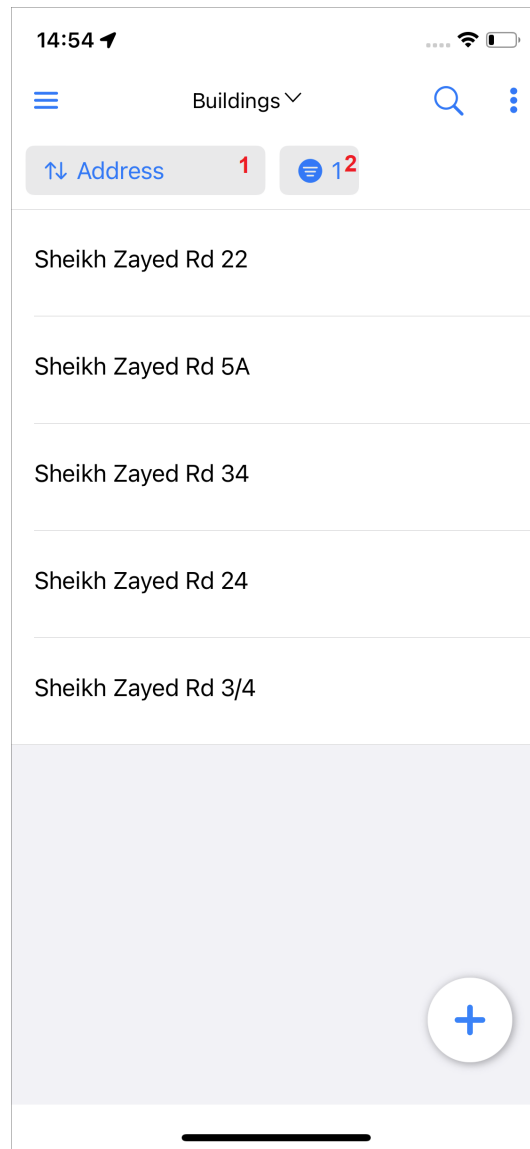 14:54
Buildings
Address 1 1 2
Sheikh Zayed Rd 22
Sheikh Zayed Rd 5A
Sheikh Zayed Rd 34
Sheikh Zayed Rd 24
Sheikh Zayed Rd 3/4